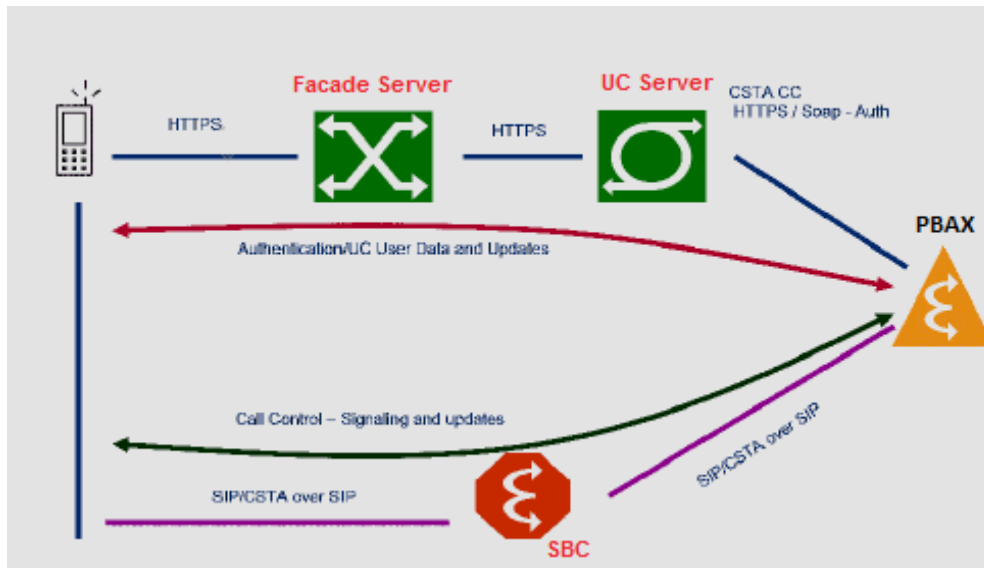 Facade Server
UC Server
CSTA CC
HTTPS / Soap - Auth
HTTPS
HTTPS
PBAX
Authentication/UC User Data and Updates
Call Control – Signaling and updates
SIP/CSTA over SIP
SIP/CSTA over SIP
SBC